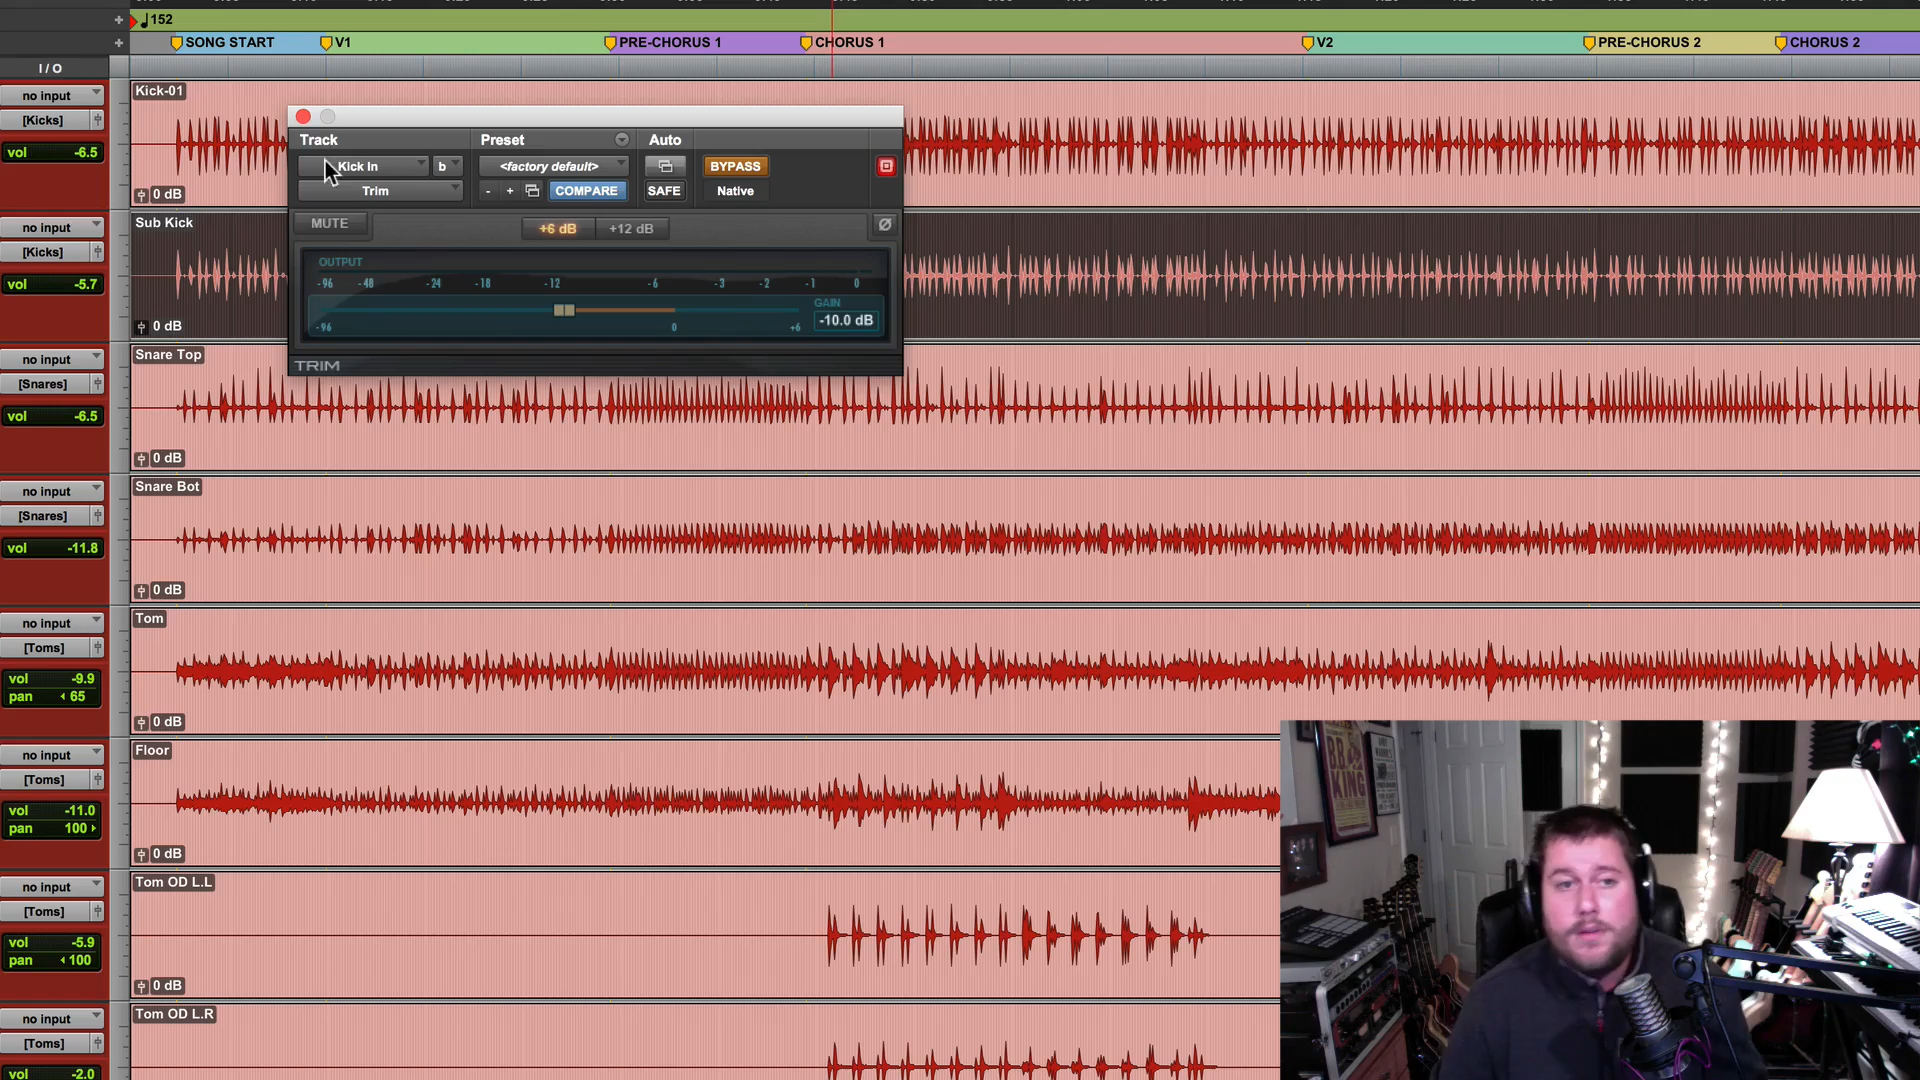 152
SONG START
V1
PRE-CHORUS 1
CHORUS 1
V2
PRE-CHORUS 2
CHORUS 2
I / O
no input
[Kicks]
vol -6.5
Kick-01
0 dB
Track
Preset
Auto
Kick In
b
<factory default>
BYPASS
Trim
- +
COMPARE
SAFE
Native
MUTE
+6 dB
+12 dB
Ø
OUTPUT
-96 -48 -24 -18 -12 -6 -3 -2 -1 0
GAIN
-10.0 dB
-96 0 +6
TRIM
no input
[Kicks]
vol -5.7
Sub Kick
0 dB
no input
[Snares]
vol -6.5
Snare Top
0 dB
no input
[Snares]
vol -11.8
Snare Bot
0 dB
no input
[Toms]
vol -9.9
pan 65
Tom
0 dB
no input
[Toms]
vol -11.0
pan 100
Floor
0 dB
no input
[Toms]
vol -5.9
pan 100
Tom OD L.L
0 dB
no input
[Toms]
vol -2.0
Tom OD L.R
B.B.
KING